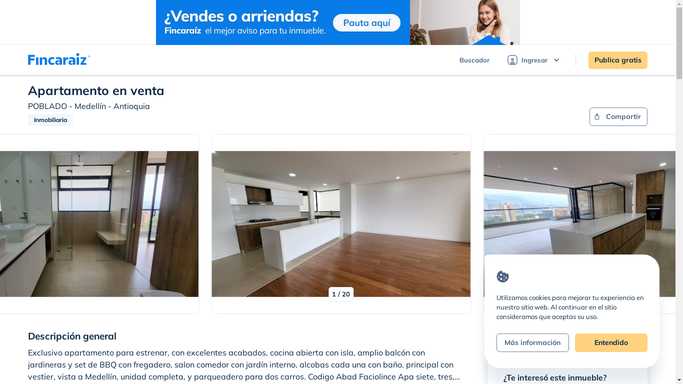 ¿Vendes o arriendas?
Fincaraíz el mejor aviso para tu inmueble.
Pauta aquí
Fincaraíz
Buscador
Ingresar
Publica gratis
Apartamento en venta
POBLADO - Medellín - Antioquia
Inmobiliaria
Compartir
1 / 20
Utilizamos cookies para mejorar tu experiencia en
nuestro sitio web. Al continuar en el sitio
consideramos que aceptas su uso.
Más información
Entendido
Descripción general
Exclusivo apartamento para estrenar, con excelentes acabados, cocina abierta con isla, amplio balcón con
jardineras y set de BBQ con fregadero, salon comedor con jardín interno, alcobas cada una con baño, principal con
vestier, vista a Medellín, unidad completa, y parqueadero para dos carros. Codigo Abad Faciolince Apa siete, tres,...
¿Te interesó este inmueble?